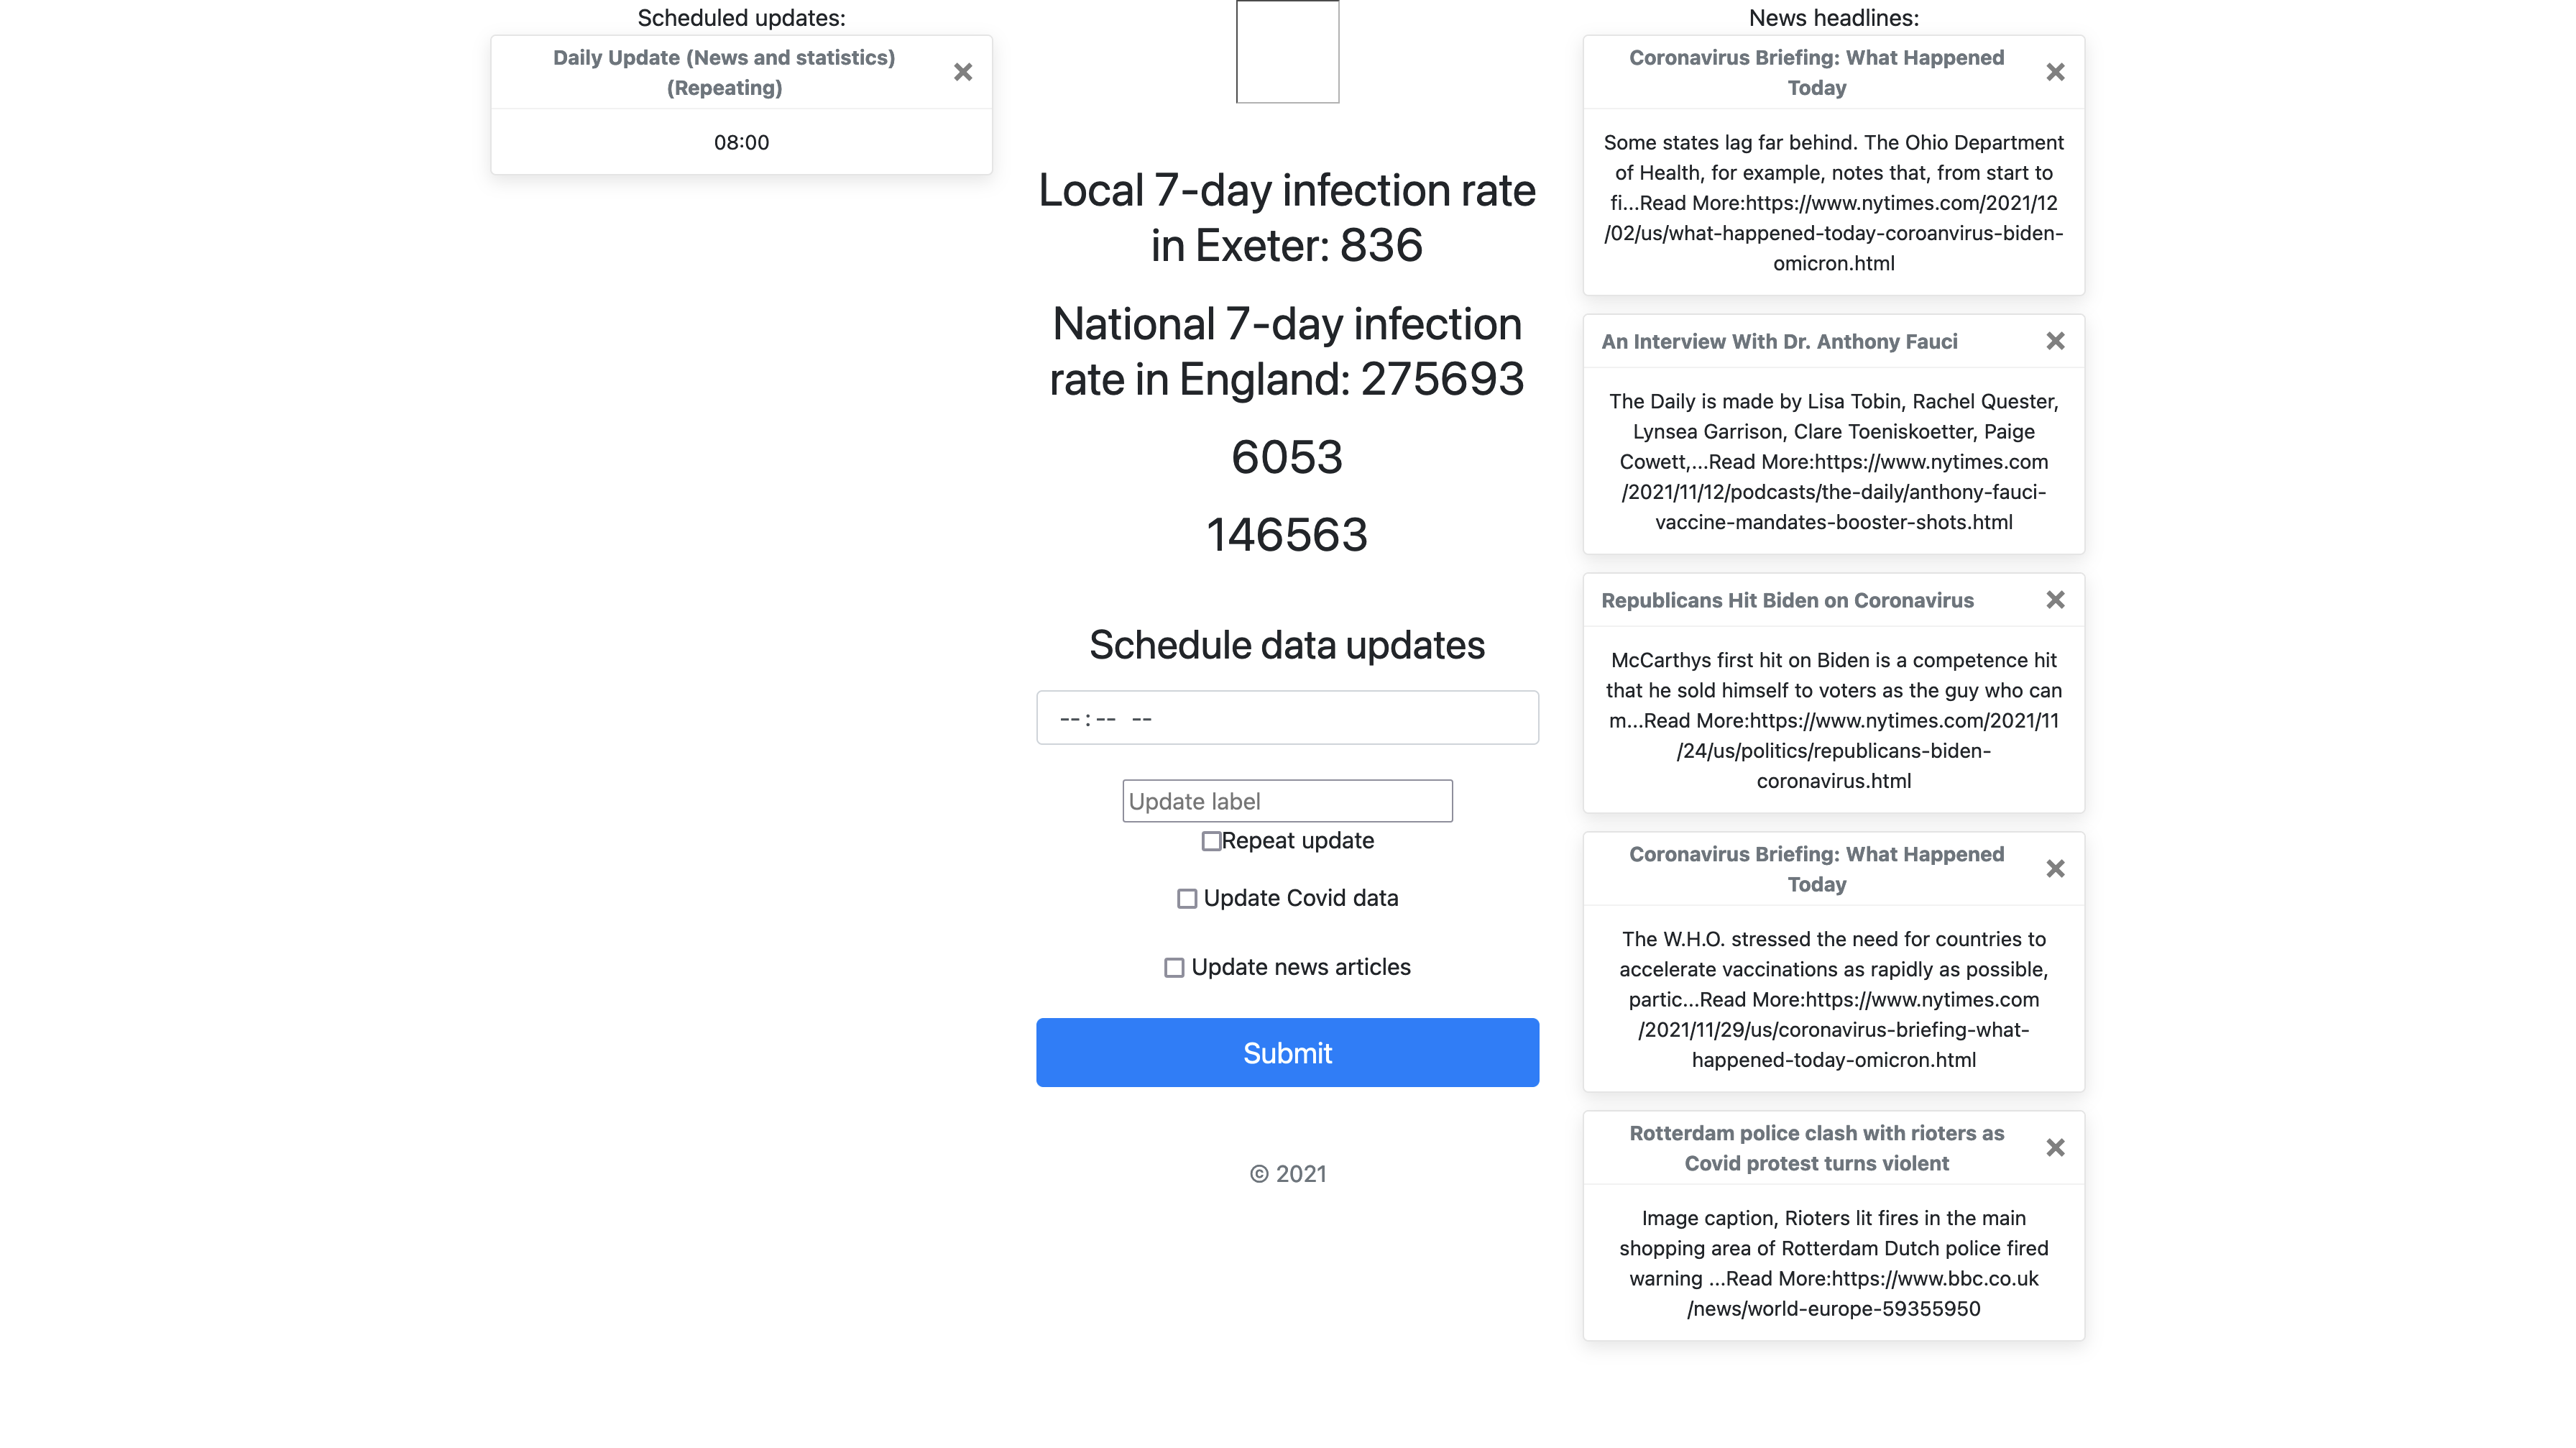 Scheduled updates:
Daily Update (News and statistics)
(Repeating)
08:00
Local 7-day infection rate
in Exeter: 836
National 7-day infection
rate in England: 275693
6053
146563
Schedule data updates
--:-- --
Update label
Repeat update
Update Covid data
Update news articles
Submit
© 2021
News headlines:
Coronavirus Briefing: What Happened
Today
Some states lag far behind. The Ohio Department
of Health, for example, notes that, from start to
fi...Read More:https://www.nytimes.com/2021/12
/02/us/what-happened-today-coroanvirus-biden-
omicron.html
An Interview With Dr. Anthony Fauci
The Daily is made by Lisa Tobin, Rachel Quester,
Lynsea Garrison, Clare Toeniskoetter, Paige
Cowett,...Read More:https://www.nytimes.com
/2021/11/12/podcasts/the-daily/anthony-fauci-
vaccine-mandates-booster-shots.html
Republicans Hit Biden on Coronavirus
McCarthys first hit on Biden is a competence hit
that he sold himself to voters as the guy who can
m...Read More:https://www.nytimes.com/2021/11
/24/us/politics/republicans-biden-
coronavirus.html
Coronavirus Briefing: What Happened
Today
The W.H.O. stressed the need for countries to
accelerate vaccinations as rapidly as possible,
partic...Read More:https://www.nytimes.com
/2021/11/29/us/coronavirus-briefing-what-
happened-today-omicron.html
Rotterdam police clash with rioters as
Covid protest turns violent
Image caption, Rioters lit fires in the main
shopping area of Rotterdam Dutch police fired
warning ...Read More:https://www.bbc.co.uk
/news/world-europe-59355950